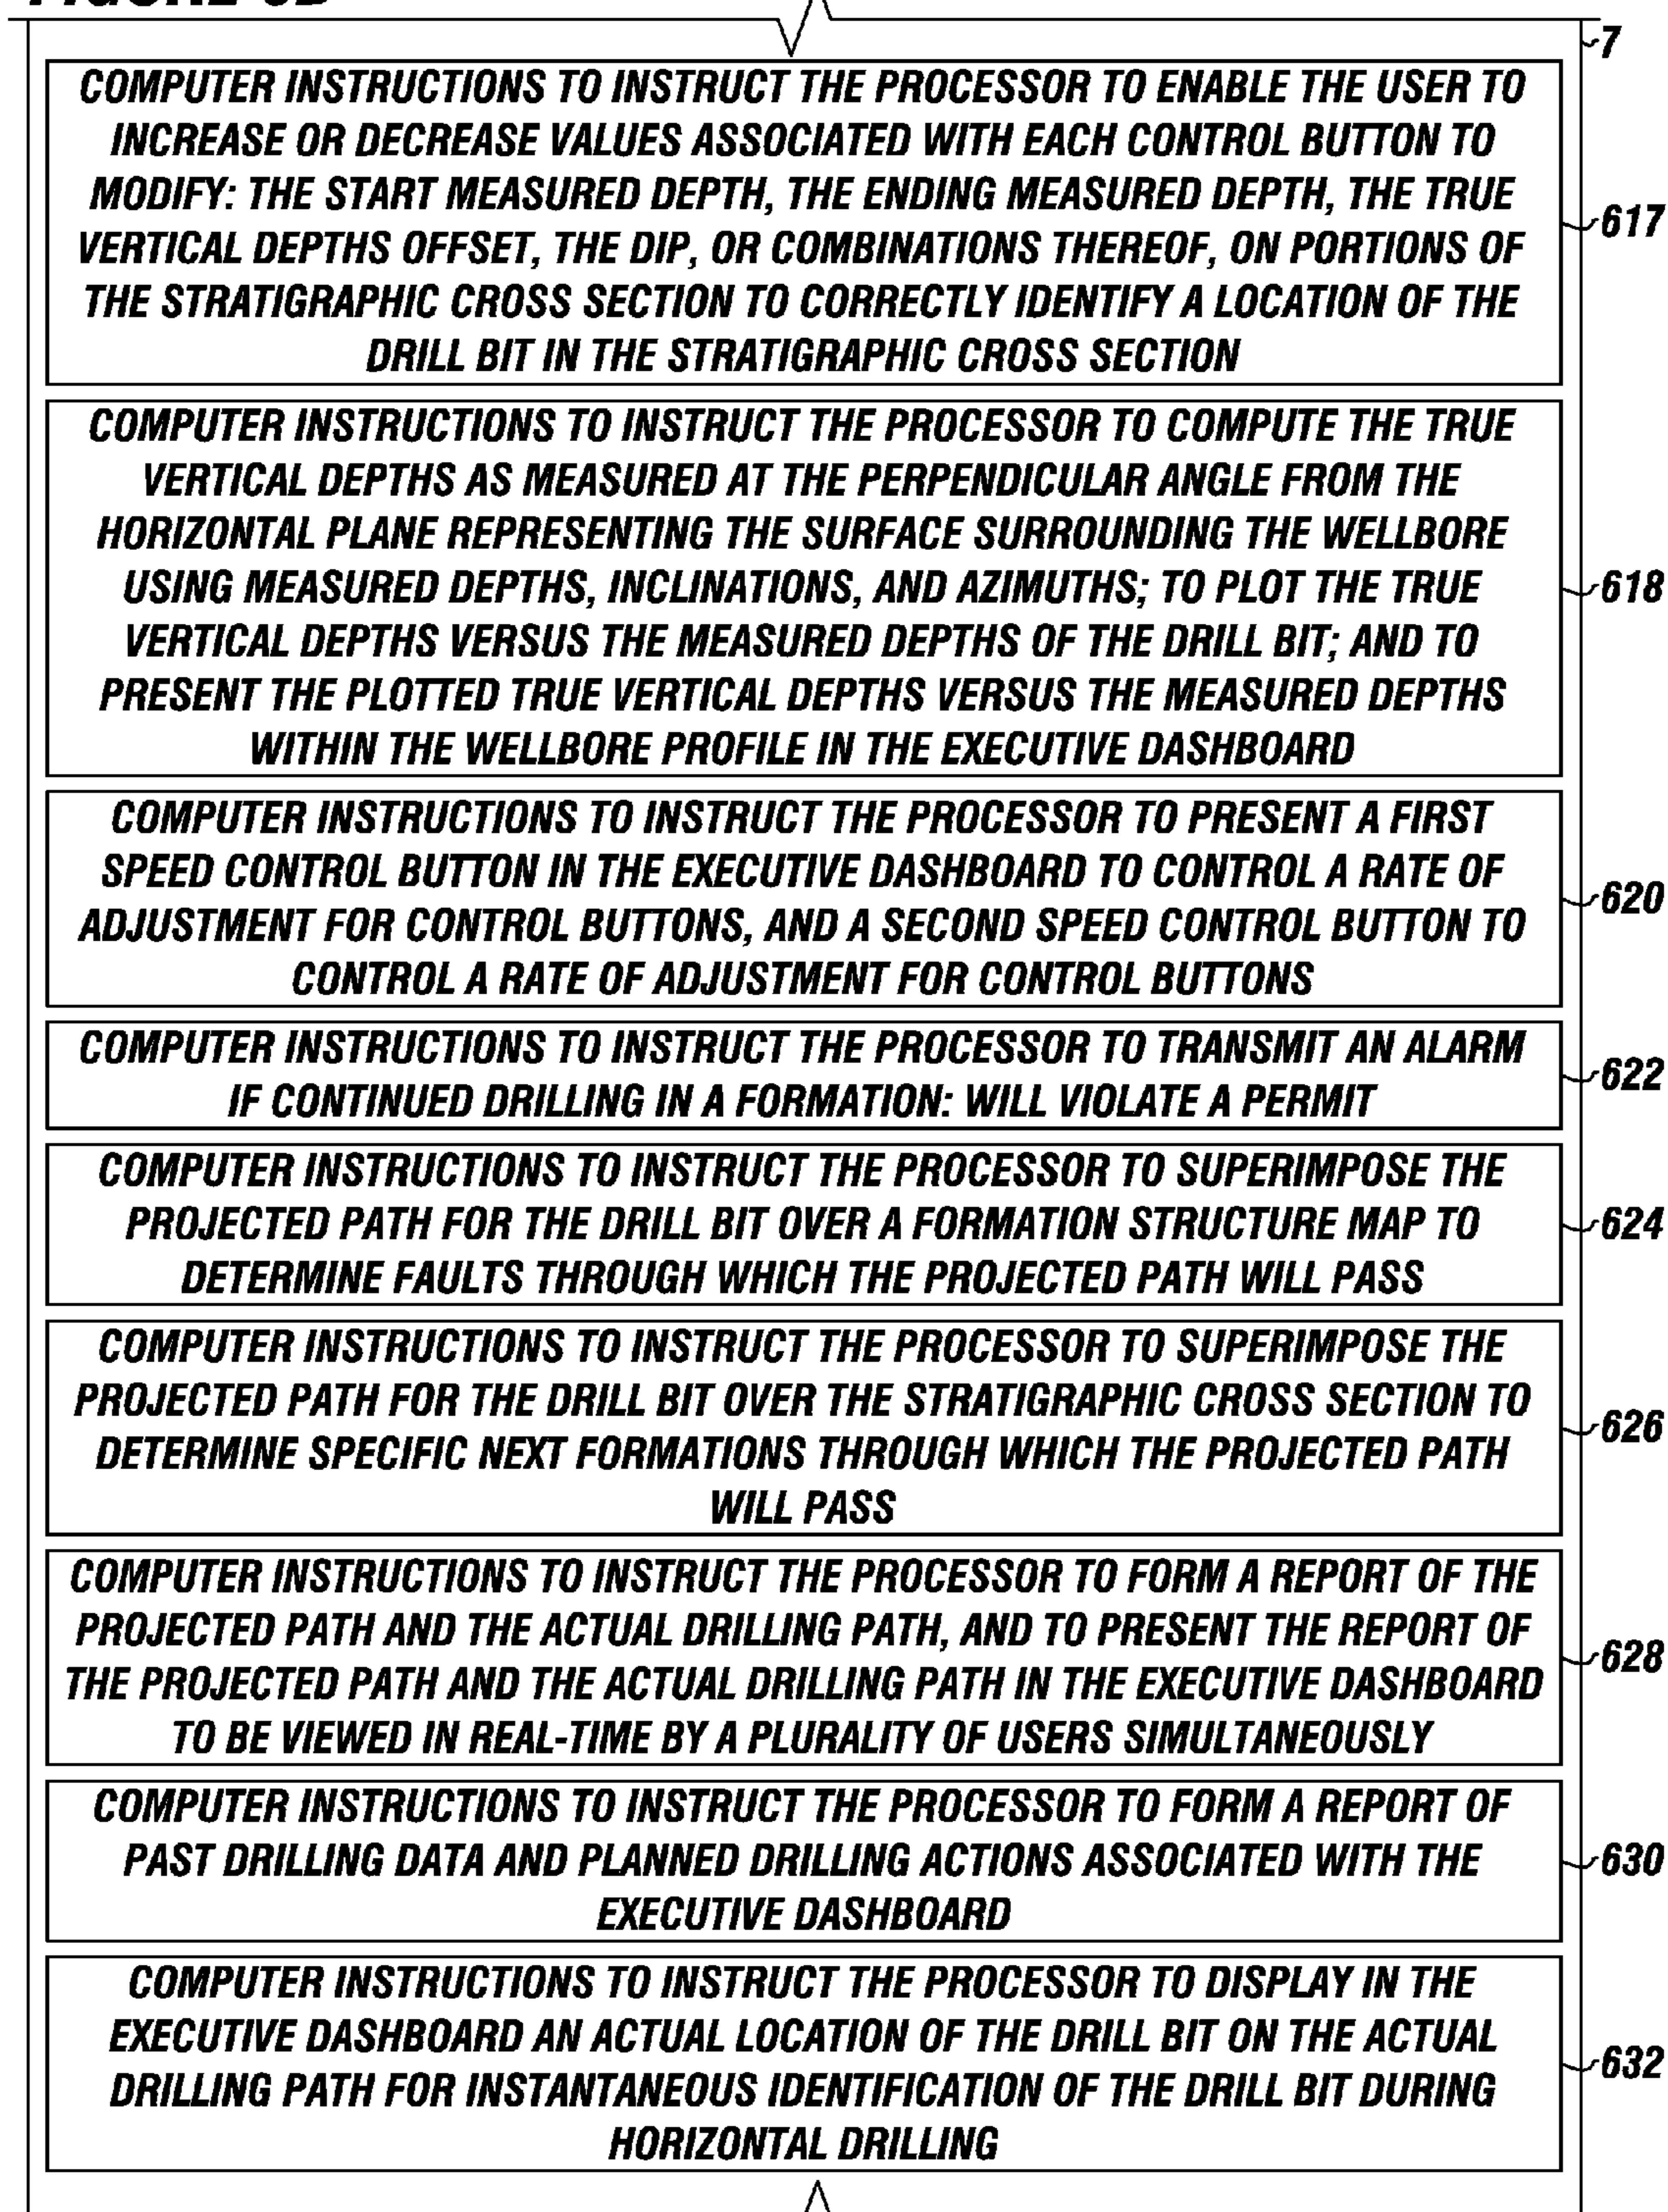 7
COMPUTER INSTRUCTIONS TO INSTRUCT THE PROCESSOR TO ENABLE THE USER TO
INCREASE OR DECREASE VALUES ASSOCIATED WITH EACH CONTROL BUTTON TO
MODIFY: THE START MEASURED DEPTH, THE ENDING MEASURED DEPTH, THE TRUE
VERTICAL DEPTHS OFFSET, THE DIP, OR COMBINATIONS THEREOF, ON PORTIONS OF
THE STRATIGRAPHIC CROSS SECTION TO CORRECTLY IDENTIFY A LOCATION OF THE
DRILL BIT IN THE STRATIGRAPHIC CROSS SECTION
617
COMPUTER INSTRUCTIONS TO INSTRUCT THE PROCESSOR TO COMPUTE THE TRUE
VERTICAL DEPTHS AS MEASURED AT THE PERPENDICULAR ANGLE FROM THE
HORIZONTAL PLANE REPRESENTING THE SURFACE SURROUNDING THE WELLBORE
USING MEASURED DEPTHS, INCLINATIONS, AND AZIMUTHS; TO PLOT THE TRUE
VERTICAL DEPTHS VERSUS THE MEASURED DEPTHS OF THE DRILL BIT; AND TO
PRESENT THE PLOTTED TRUE VERTICAL DEPTHS VERSUS THE MEASURED DEPTHS
WITHIN THE WELLBORE PROFILE IN THE EXECUTIVE DASHBOARD
618
COMPUTER INSTRUCTIONS TO INSTRUCT THE PROCESSOR TO PRESENT A FIRST
SPEED CONTROL BUTTON IN THE EXECUTIVE DASHBOARD TO CONTROL A RATE OF
ADJUSTMENT FOR CONTROL BUTTONS, AND A SECOND SPEED CONTROL BUTTON TO
CONTROL A RATE OF ADJUSTMENT FOR CONTROL BUTTONS
620
COMPUTER INSTRUCTIONS TO INSTRUCT THE PROCESSOR TO TRANSMIT AN ALARM
IF CONTINUED DRILLING IN A FORMATION: WILL VIOLATE A PERMIT
622
COMPUTER INSTRUCTIONS TO INSTRUCT THE PROCESSOR TO SUPERIMPOSE THE
PROJECTED PATH FOR THE DRILL BIT OVER A FORMATION STRUCTURE MAP TO
DETERMINE FAULTS THROUGH WHICH THE PROJECTED PATH WILL PASS
624
COMPUTER INSTRUCTIONS TO INSTRUCT THE PROCESSOR TO SUPERIMPOSE THE
PROJECTED PATH FOR THE DRILL BIT OVER THE STRATIGRAPHIC CROSS SECTION TO
DETERMINE SPECIFIC NEXT FORMATIONS THROUGH WHICH THE PROJECTED PATH
WILL PASS
626
COMPUTER INSTRUCTIONS TO INSTRUCT THE PROCESSOR TO FORM A REPORT OF THE
PROJECTED PATH AND THE ACTUAL DRILLING PATH, AND TO PRESENT THE REPORT OF
THE PROJECTED PATH AND THE ACTUAL DRILLING PATH IN THE EXECUTIVE DASHBOARD
TO BE VIEWED IN REAL-TIME BY A PLURALITY OF USERS SIMULTANEOUSLY
628
COMPUTER INSTRUCTIONS TO INSTRUCT THE PROCESSOR TO FORM A REPORT OF
PAST DRILLING DATA AND PLANNED DRILLING ACTIONS ASSOCIATED WITH THE
EXECUTIVE DASHBOARD
630
COMPUTER INSTRUCTIONS TO INSTRUCT THE PROCESSOR TO DISPLAY IN THE
EXECUTIVE DASHBOARD AN ACTUAL LOCATION OF THE DRILL BIT ON THE ACTUAL
DRILLING PATH FOR INSTANTANEOUS IDENTIFICATION OF THE DRILL BIT DURING
HORIZONTAL DRILLING
632